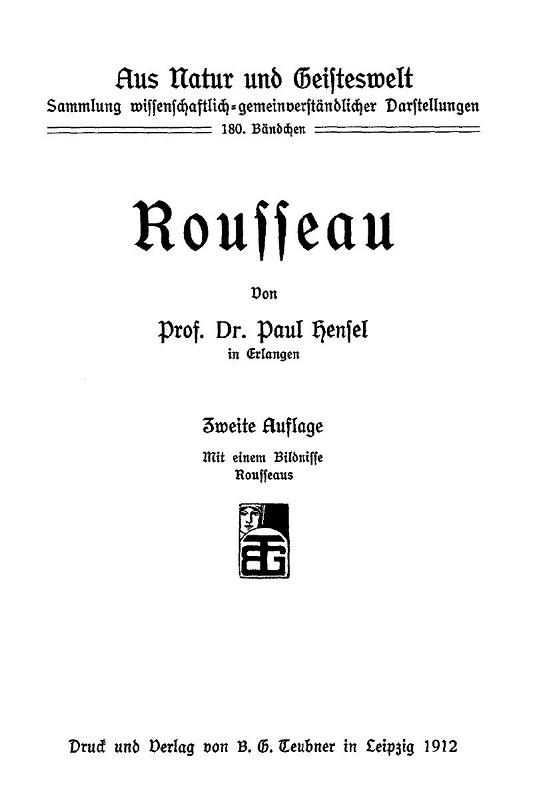 Aus Natur und Geiſteswelt
Sammlung wiſſenſchaftlich-gemeinverſtändlicher Darſtellungen
180. Bändchen
Rouſſeau
Von
Prof. Dr. Paul Henſel
in Erlangen
Zweite Auflage
Mit einem Bildniſſe
Rouſſeaus
BGT
Druck und Verlag von B. G. Teubner in Leipzig 1912